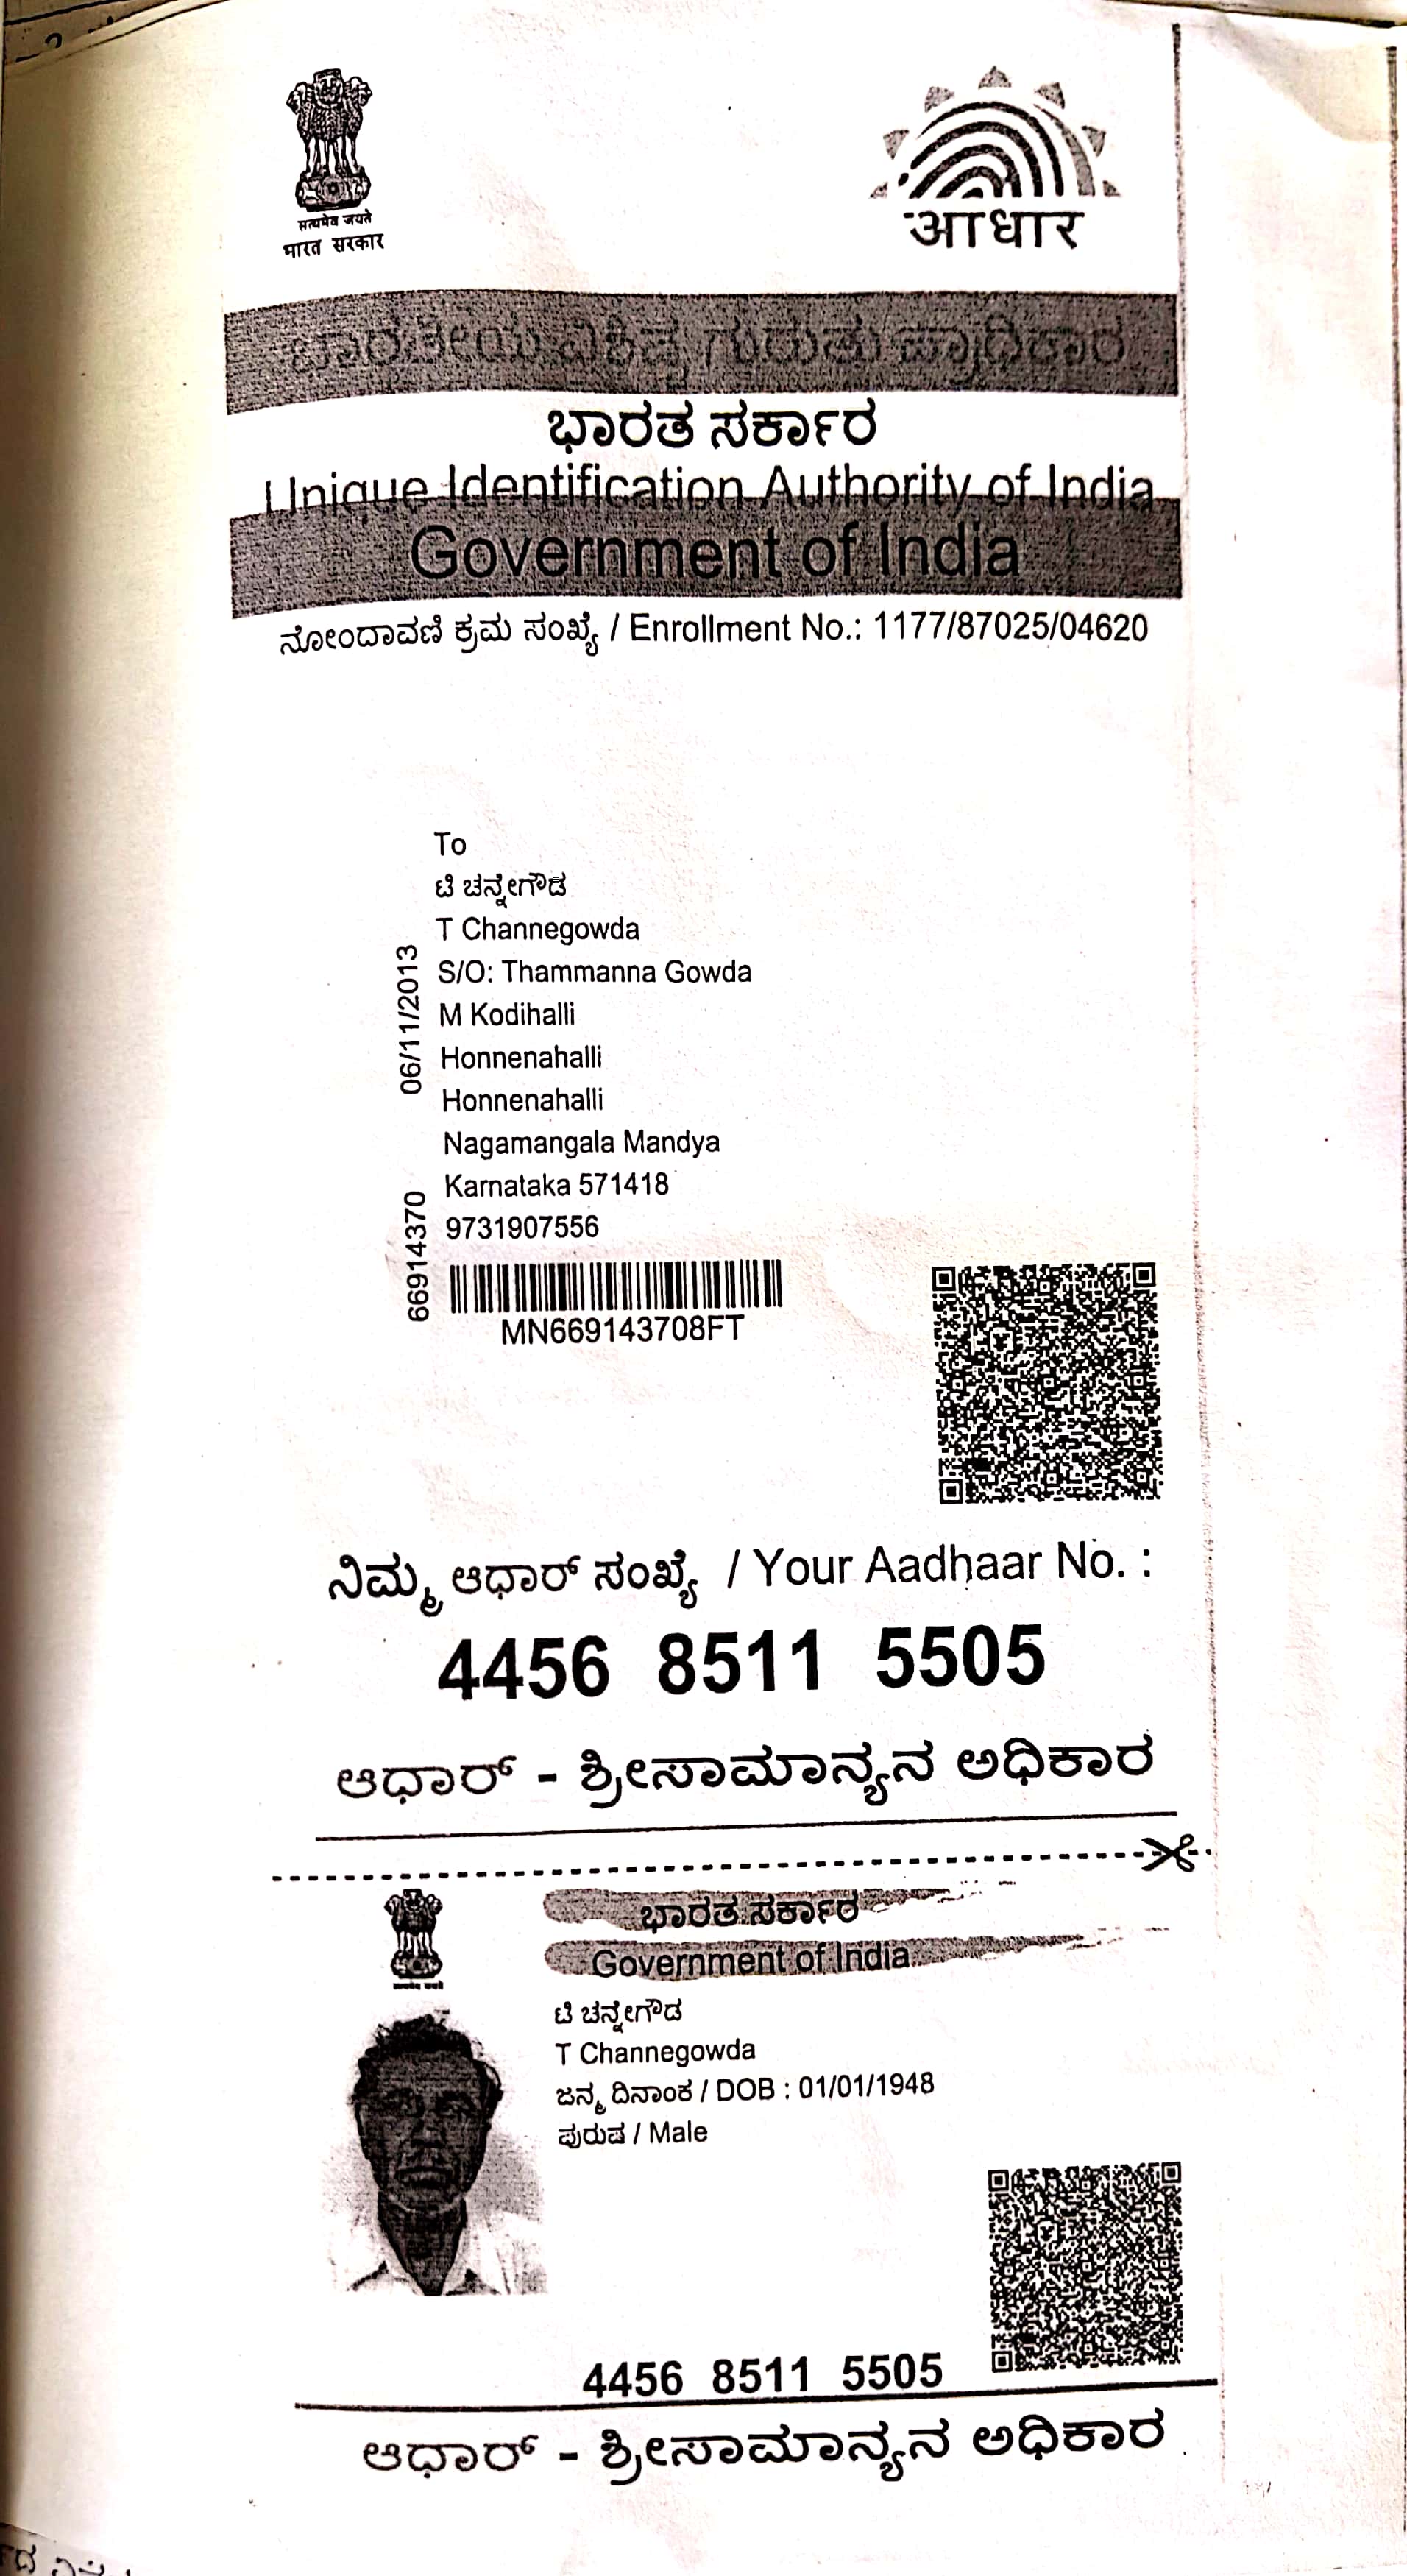 सत्यमेव जयते
भारत सरकार
आधार
ಭಾರತೀಯ ವಿಶಿಷ್ಟ ಗುರುತು ಪ್ರಾಧಿಕಾರ
ಭಾರತ ಸರ್ಕಾರ
Unique Identification Authority of India
Government of India
ನೋಂದಾವಣಿ ಕ್ರಮ ಸಂಖ್ಯೆ / Enrollment No.: 1177/87025/04620
To
ಟಿ ಚನ್ನೇಗೌಡ
T Channegowda
S/O: Thammanna Gowda
M Kodihalli
Honnenahalli
Honnenahalli
Nagamangala Mandya
Karnataka 571418
9731907556
06/11/2013
66914370
MN669143708FT
ನಿಮ್ಮ ಆಧಾರ್ ಸಂಖ್ಯೆ / Your Aadhaar No. :
4456 8511 5505
ಆಧಾರ್ - ಶ್ರೀಸಾಮಾನ್ಯನ ಅಧಿಕಾರ
ಭಾರತ ಸರ್ಕಾರ
Government of India
ಟಿ ಚನ್ನೇಗೌಡ
T Channegowda
ಜನ್ಮ ದಿನಾಂಕ / DOB : 01/01/1948
ಪುರುಷ / Male
4456 8511 5505
ಆಧಾರ್ - ಶ್ರೀಸಾಮಾನ್ಯನ ಅಧಿಕಾರ